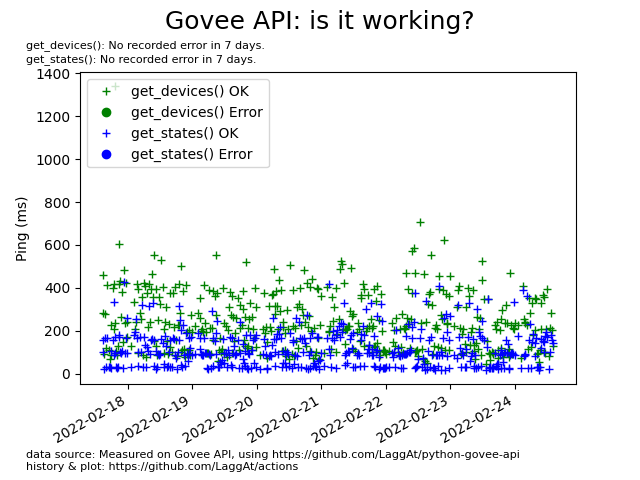 Govee API: is it working?
get_devices(): No recorded error in 7 days.
get_states(): No recorded error in 7 days.
1400
1200
1000
800
600
400
200
0
Ping (ms)
get_devices() OK
get_devices() Error
get_states() OK
get_states() Error
2022-02-18
2022-02-19
2022-02-20
2022-02-21
2022-02-22
2022-02-23
2022-02-24
data source: Measured on Govee API, using https://github.com/LaggAt/python-govee-api
history & plot: https://github.com/LaggAt/actions